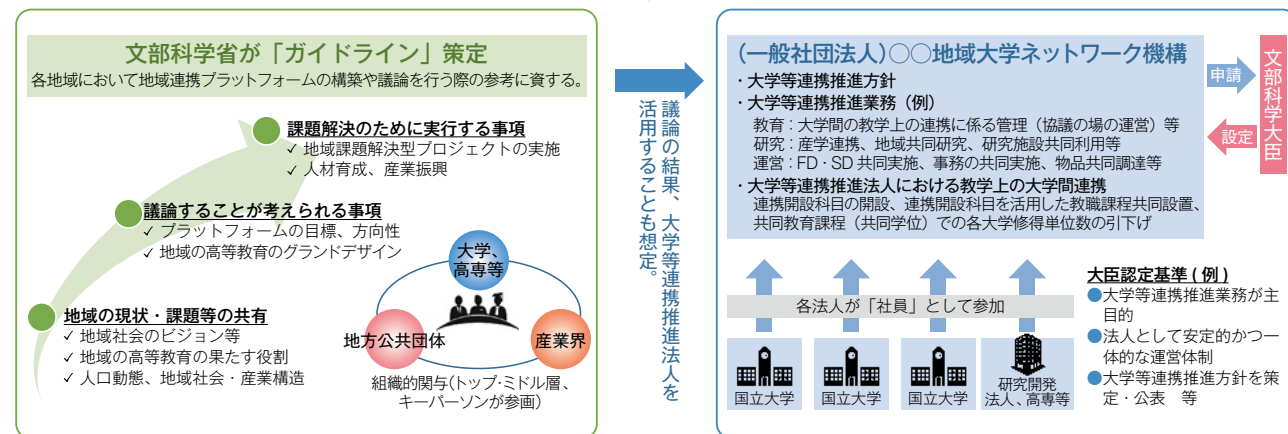 文部科学省が「ガイドライン」策定
各地域において地域連携プラットフォームの構築や議論を行う際の参考に資する。
課題解決のために実行する事項
✓ 地域課題解決型プロジェクトの実施
✓ 人材育成、産業振興
議論することが考えられる事項
✓ プラットフォームの目標、方向性
✓ 地域の高等教育のグランドデザイン
地域の現状・課題等の共有
✓ 地域社会のビジョン等
✓ 地域の高等教育の果たす役割
✓ 人口動態、地域社会・産業構造
大学、
高専等
地方公共団体
産業界
組織的関与(トップ・ミドル層、
キーパーソンが参画)
議論の結果、大学等連携推進法人を
活用することも想定。
(一般社団法人)○○地域大学ネットワーク機構
・大学等連携推進方針
・大学等連携推進業務（例）
教育：大学間の教学上の連携に係る管理（協議の場の運営）等
研究：産学連携、地域共同研究、研究施設共同利用等
運営：FD・SD 共同実施、事務の共同実施、物品共同調達等
・大学等連携推進法人における教学上の大学間連携
連携開設科目の開設、連携開設科目を活用した教職課程共同設置、
共同教育課程（共同学位）での各大学修得単位数の引下げ
申請
設定
文部科学大臣
各法人が「社員」として参加
国立大学
国立大学
国立大学
研究開発
法人、高専等
大臣認定基準 ( 例 )
●大学等連携推進業務が主
目的
●法人として安定的かつ一
体的な運営体制
●大学等連携推進方針を策
定・公表　等